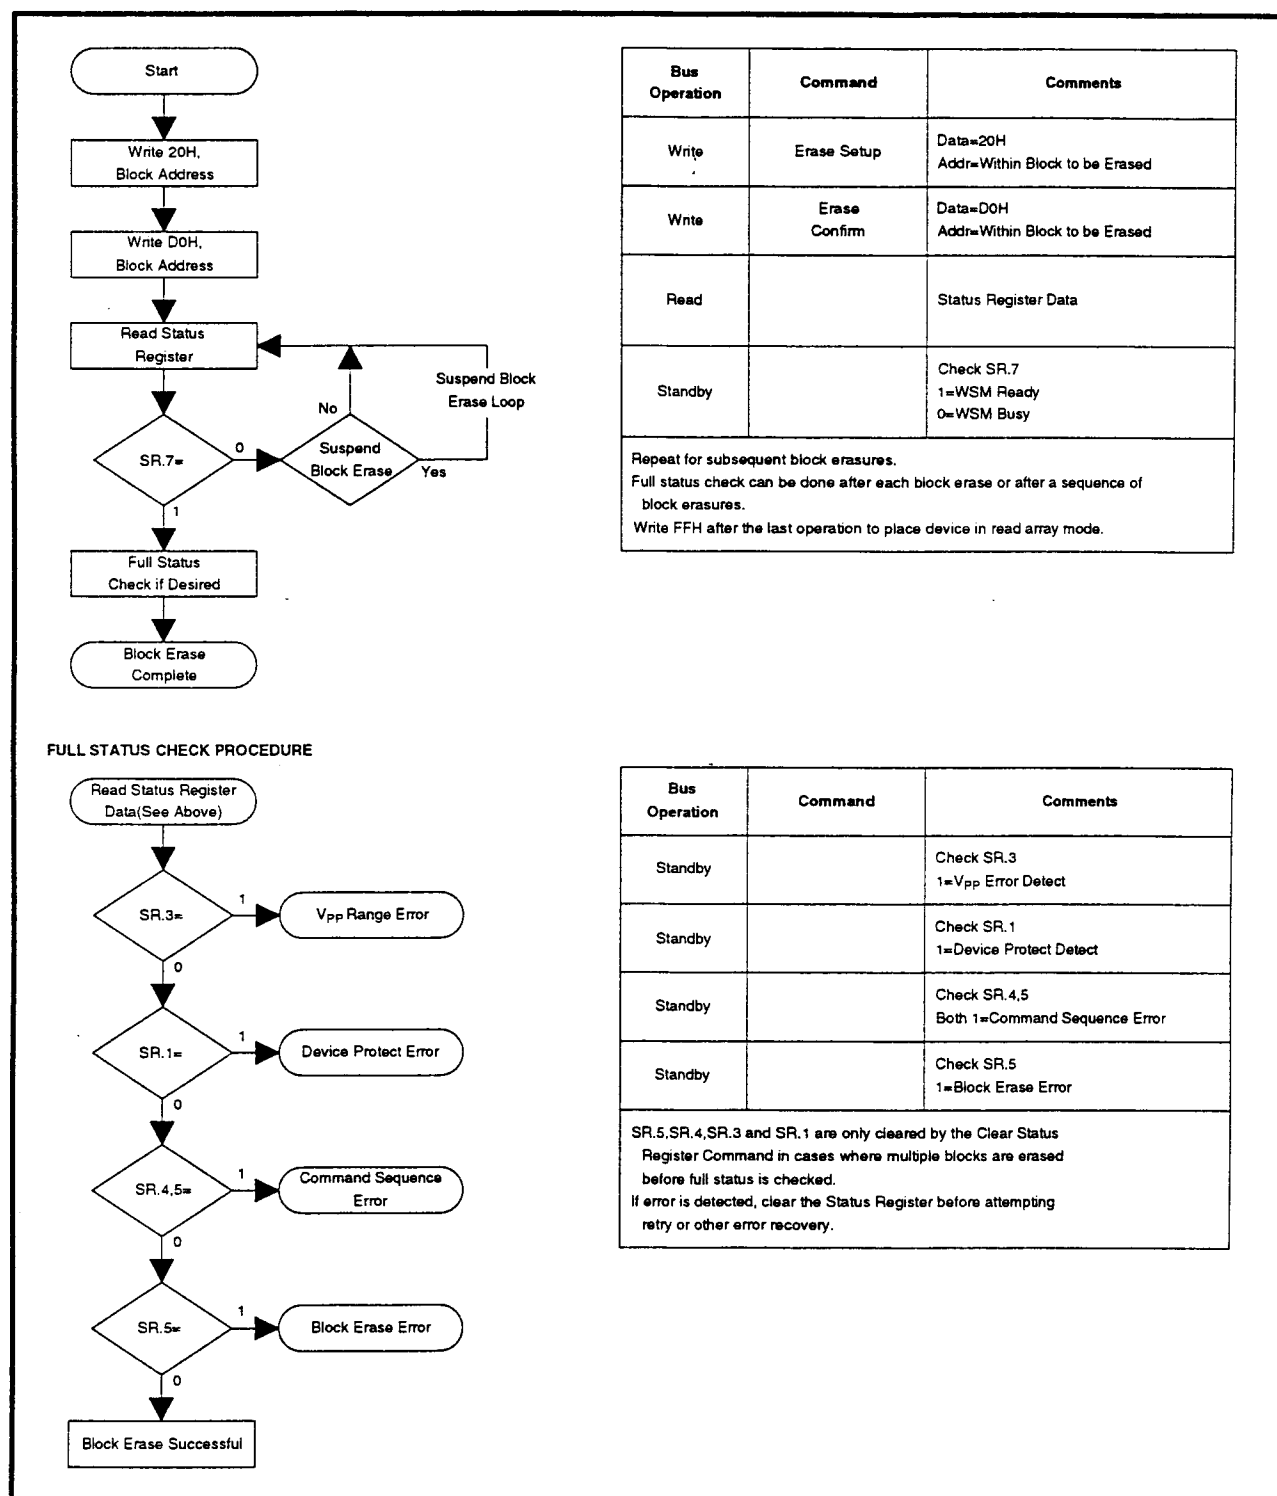 Start
Write 20H,
Block Address
Write D0H,
Block Address
Read Status
Register
Suspend Block
Erase Loop
No
SR.7=
0
Suspend
Block Erase
Yes
1
Full Status
Check if Desired
Block Erase
Complete
Bus
Operation
Command
Comments
Write
Erase Setup
Data=20H
Addr=Within Block to be Erased
Write
Erase
Confirm
Data=D0H
Addr=Within Block to be Erased
Read
Status Register Data
Standby
Check SR.7
1=WSM Ready
0=WSM Busy
Repeat for subsequent block erasures.
Full status check can be done after each block erase or after a sequence of
block erasures.
Write FFH after the last operation to place device in read array mode.
FULL STATUS CHECK PROCEDURE
Read Status Register
Data(See Above)
SR.3=
1
VPP Range Error
0
SR.1=
1
Device Protect Error
0
SR.4,5=
1
Command Sequence
Error
0
SR.5=
1
Block Erase Error
0
Block Erase Successful
Bus
Operation
Command
Comments
Standby
Check SR.3
1=VPP Error Detect
Standby
Check SR.1
1=Device Protect Detect
Standby
Check SR.4,5
Both 1=Command Sequence Error
Standby
Check SR.5
1=Block Erase Error
SR.5,SR.4,SR.3 and SR.1 are only cleared by the Clear Status
Register Command in cases where multiple blocks are erased
before full status is checked.
If error is detected, clear the Status Register before attempting
retry or other error recovery.